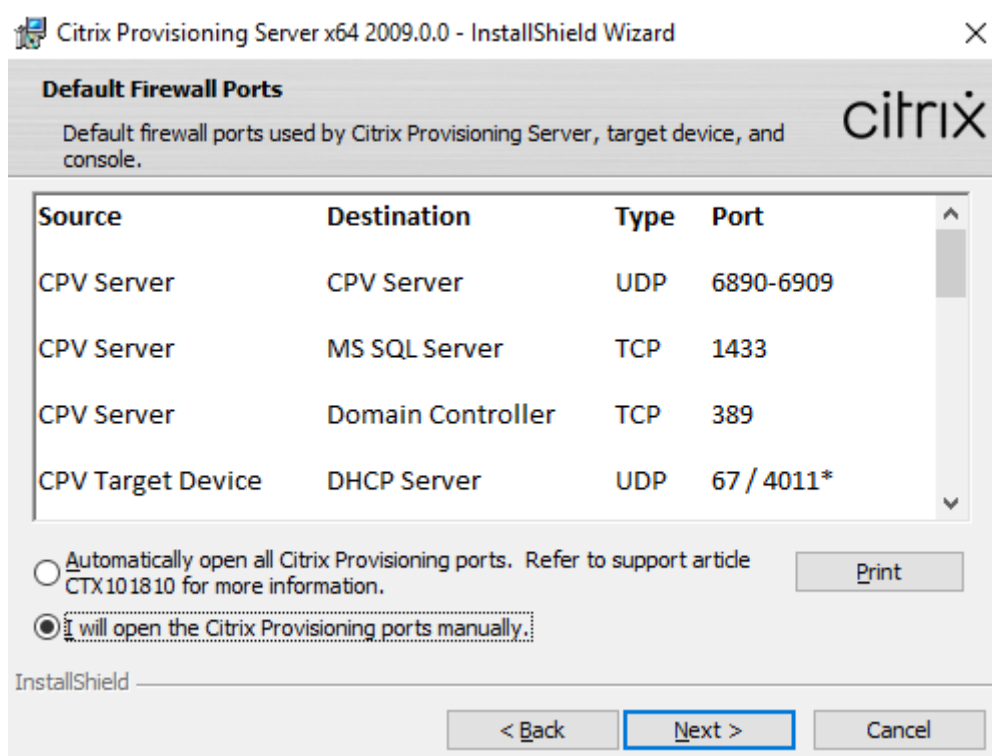 Citrix Provisioning Server x64 2009.0.0 - InstallShield Wizard
Default Firewall Ports
Default firewall ports used by Citrix Provisioning Server, target device, and
console.
citrix
Source Destination Type Port
CPV Server CPV Server UDP 6890-6909
CPV Server MS SQL Server TCP 1433
CPV Server Domain Controller TCP 389
CPV Target Device DHCP Server UDP 67 / 4011*
Automatically open all Citrix Provisioning ports. Refer to support article
CTX101810 for more information.
Print
I will open the Citrix Provisioning ports manually.
InstallShield
< Back Next > Cancel